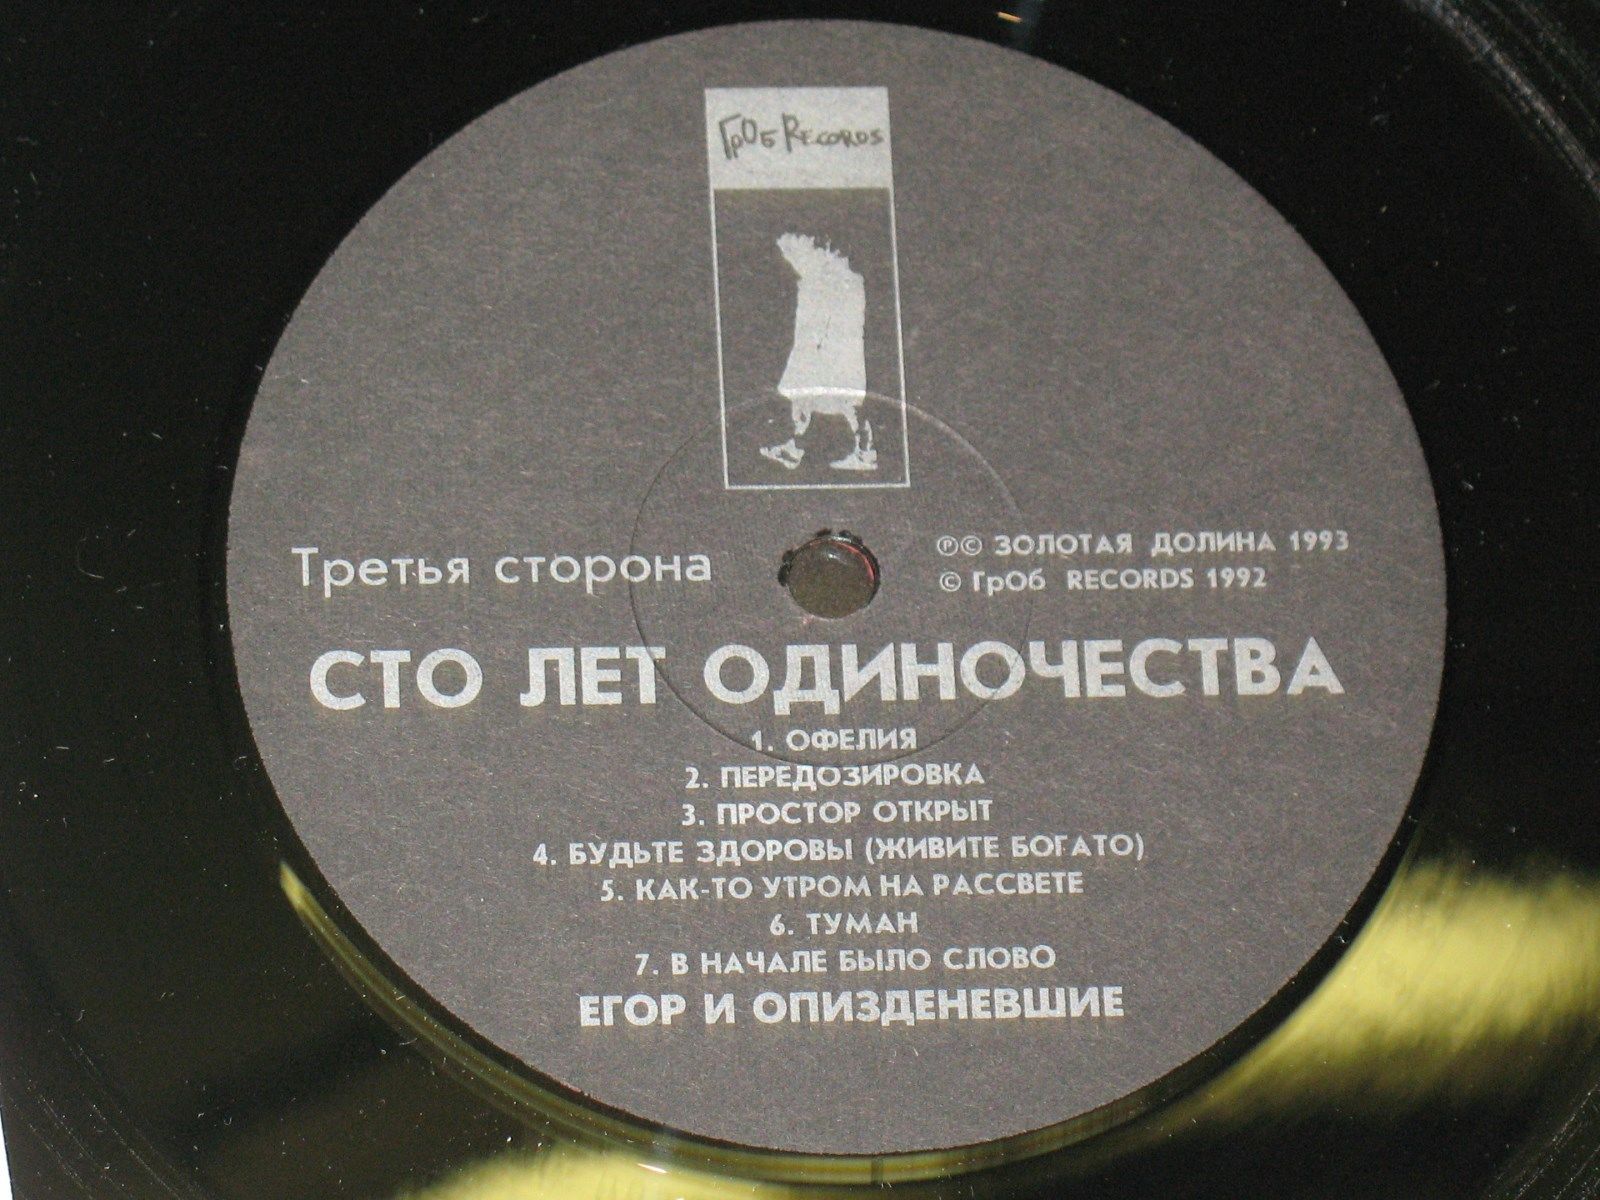 ГрОб Records
Третья сторона
℗© ЗОЛОТАЯ ДОЛИНА 1993
© ГрОб RECORDS 1992
СТО ЛЕТ ОДИНОЧЕСТВА
1. ОФЕЛИЯ
2. ПЕРЕДОЗИРОВКА
3. ПРОСТОР ОТКРЫТ
4. БУДЬТЕ ЗДОРОВЫ (ЖИВИТЕ БОГАТО)
5. КАК-ТО УТРОМ НА РАССВЕТЕ
6. ТУМАН
7. В НАЧАЛЕ БЫЛО СЛОВО
ЕГОР И ОПИЗДЕНЕВШИЕ